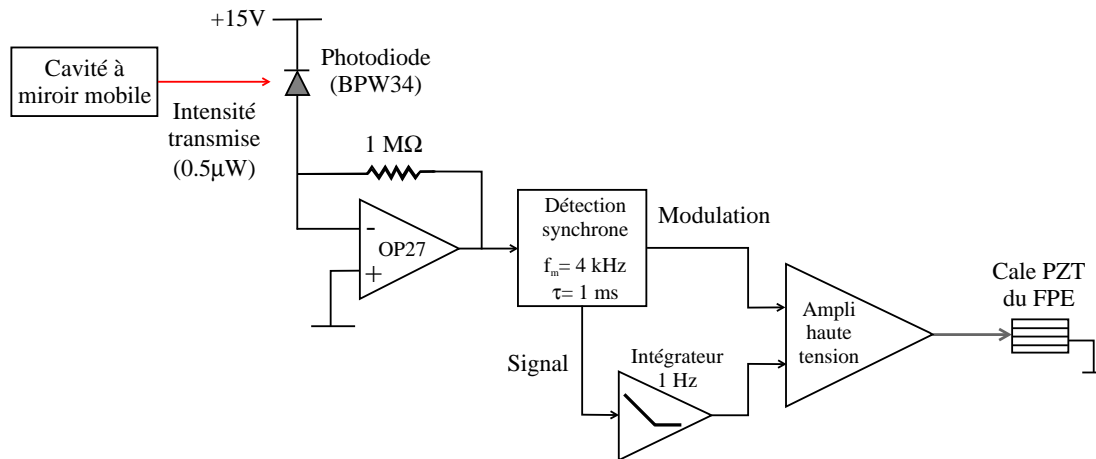 +15V
Cavité à
miroir mobile
Photodiode
(BPW34)
Intensité
transmise
(0.5µW)
1 MΩ
-
+
OP27
Détection
synchrone
fm= 4 kHz
τ= 1 ms
Modulation
Signal
Intégrateur
1 Hz
Ampli
haute
tension
Cale PZT
du FPE